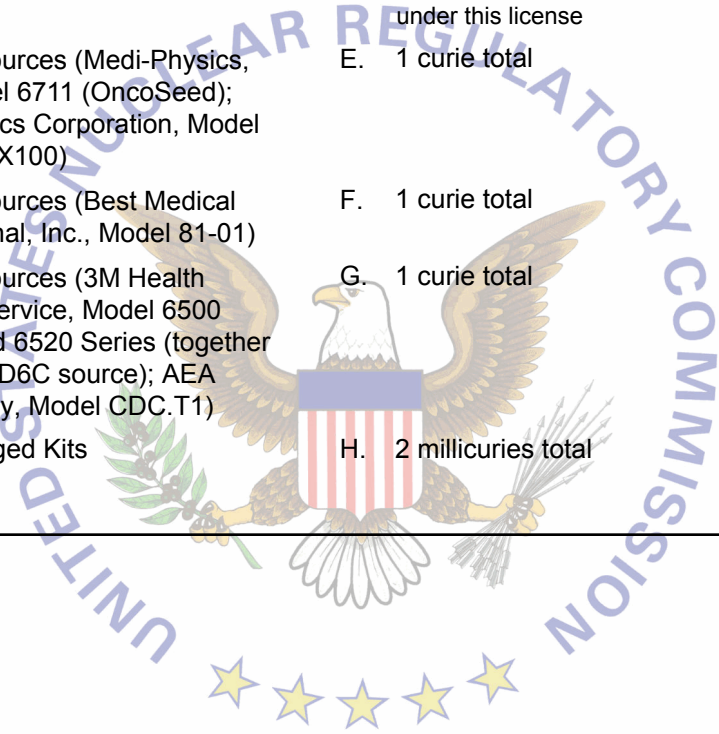 under this license
ources (Medi-Physics, E. 1 curie total
el 6711 (OncoSeed);
cs Corporation, Model
X100)
ources (Best Medical F. 1 curie total
nal, Inc., Model 81-01)
ources (3M Health G. 1 curie total
ervice, Model 6500
d 6520 Series (together
D6C source); AEA
y, Model CDC.T1)
ged Kits H. 2 millicuries total
UNITED STATES NUCLEAR REGULATORY COMMISSION